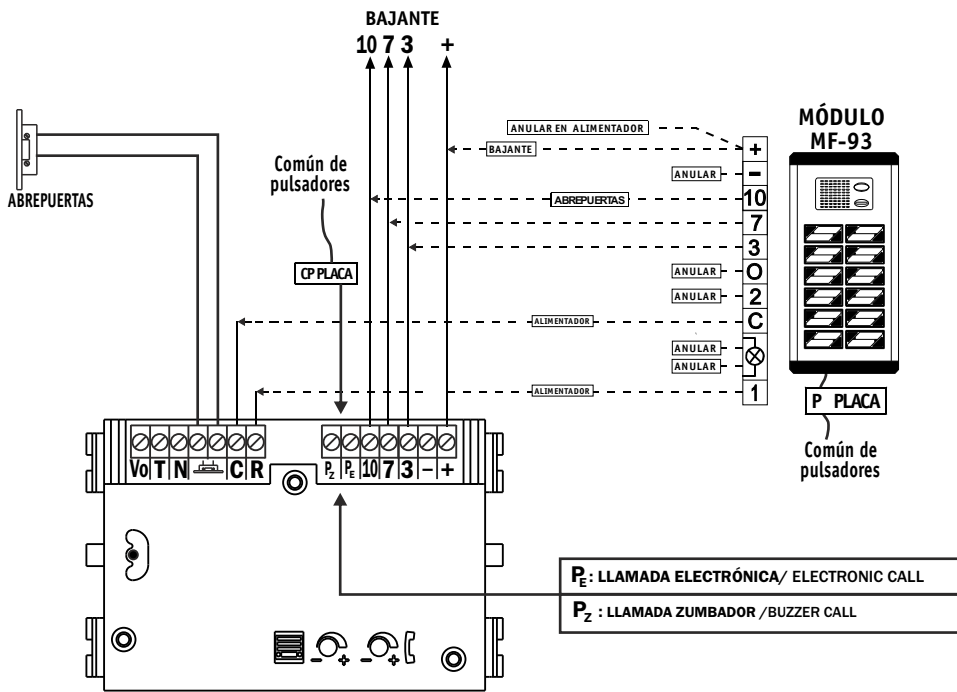 BAJANTE
10 7 3 +
ABREPUERTAS
Común de
pulsadores
CP PLACA
ANULAR EN ALIMENTADOR
BAJANTE
ANULAR
ABREPUERTAS
ANULAR
ANULAR
ALIMENTADOR
ANULAR
ANULAR
ALIMENTADOR
+
−
10
7
3
O
2
C
1
MÓDULO
MF-93
P PLACA
Común de
pulsadores
Vo T N C R PZ PE 10 7 3 − +
PE: LLAMADA ELECTRÓNICA/ ELECTRONIC CALL
PZ : LLAMADA ZUMBADOR /BUZZER CALL
− + − +